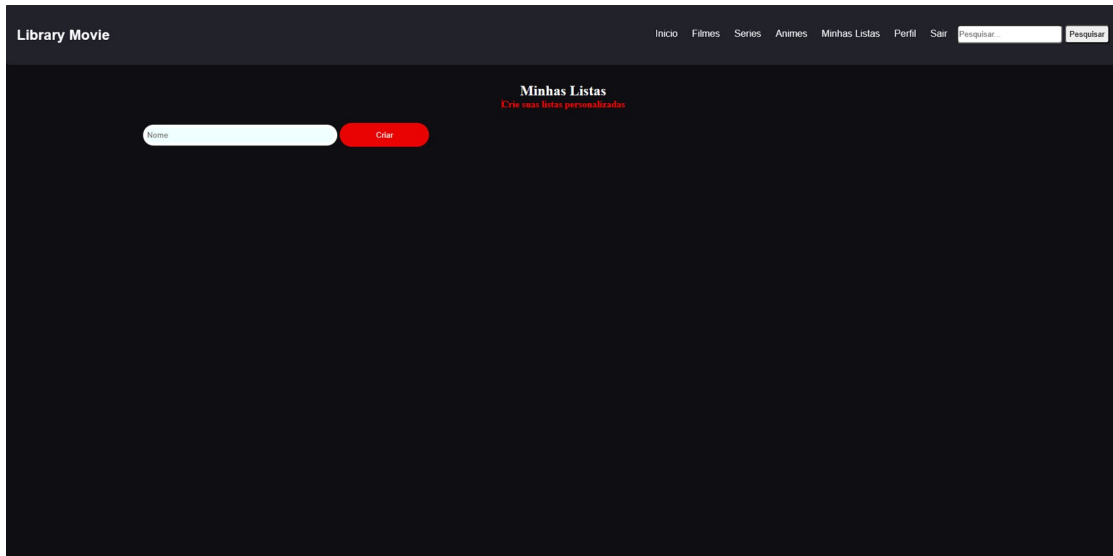 Library Movie
Inicio Filmes Series Animes Minhas Listas Perfil Sair Pesquisar... Pesquisar
Minhas Listas
Crie suas listas personalizadas
Nome Criar